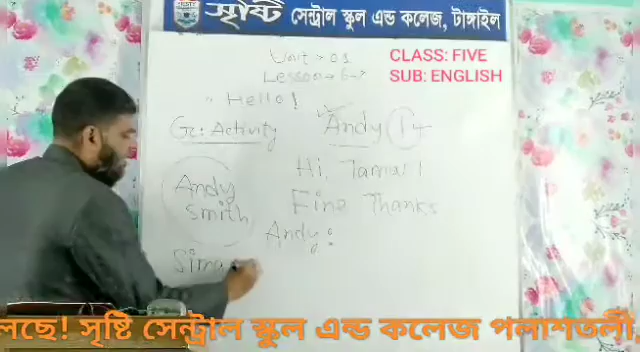 সৃষ্টি সেন্ট্রাল স্কুল এন্ড কলেজ, টাঙ্গাইল
CLASS: FIVE
SUB: ENGLISH
Unit > 01
Lesson → 6 →
Hello!
G: Activity
Andy
Hi, Tamal!
Andy
Smith
Fine Thanks
Andy:
Sima
লছে! সৃষ্টি সেন্ট্রাল স্কুল এন্ড কলেজ পলাশতলী